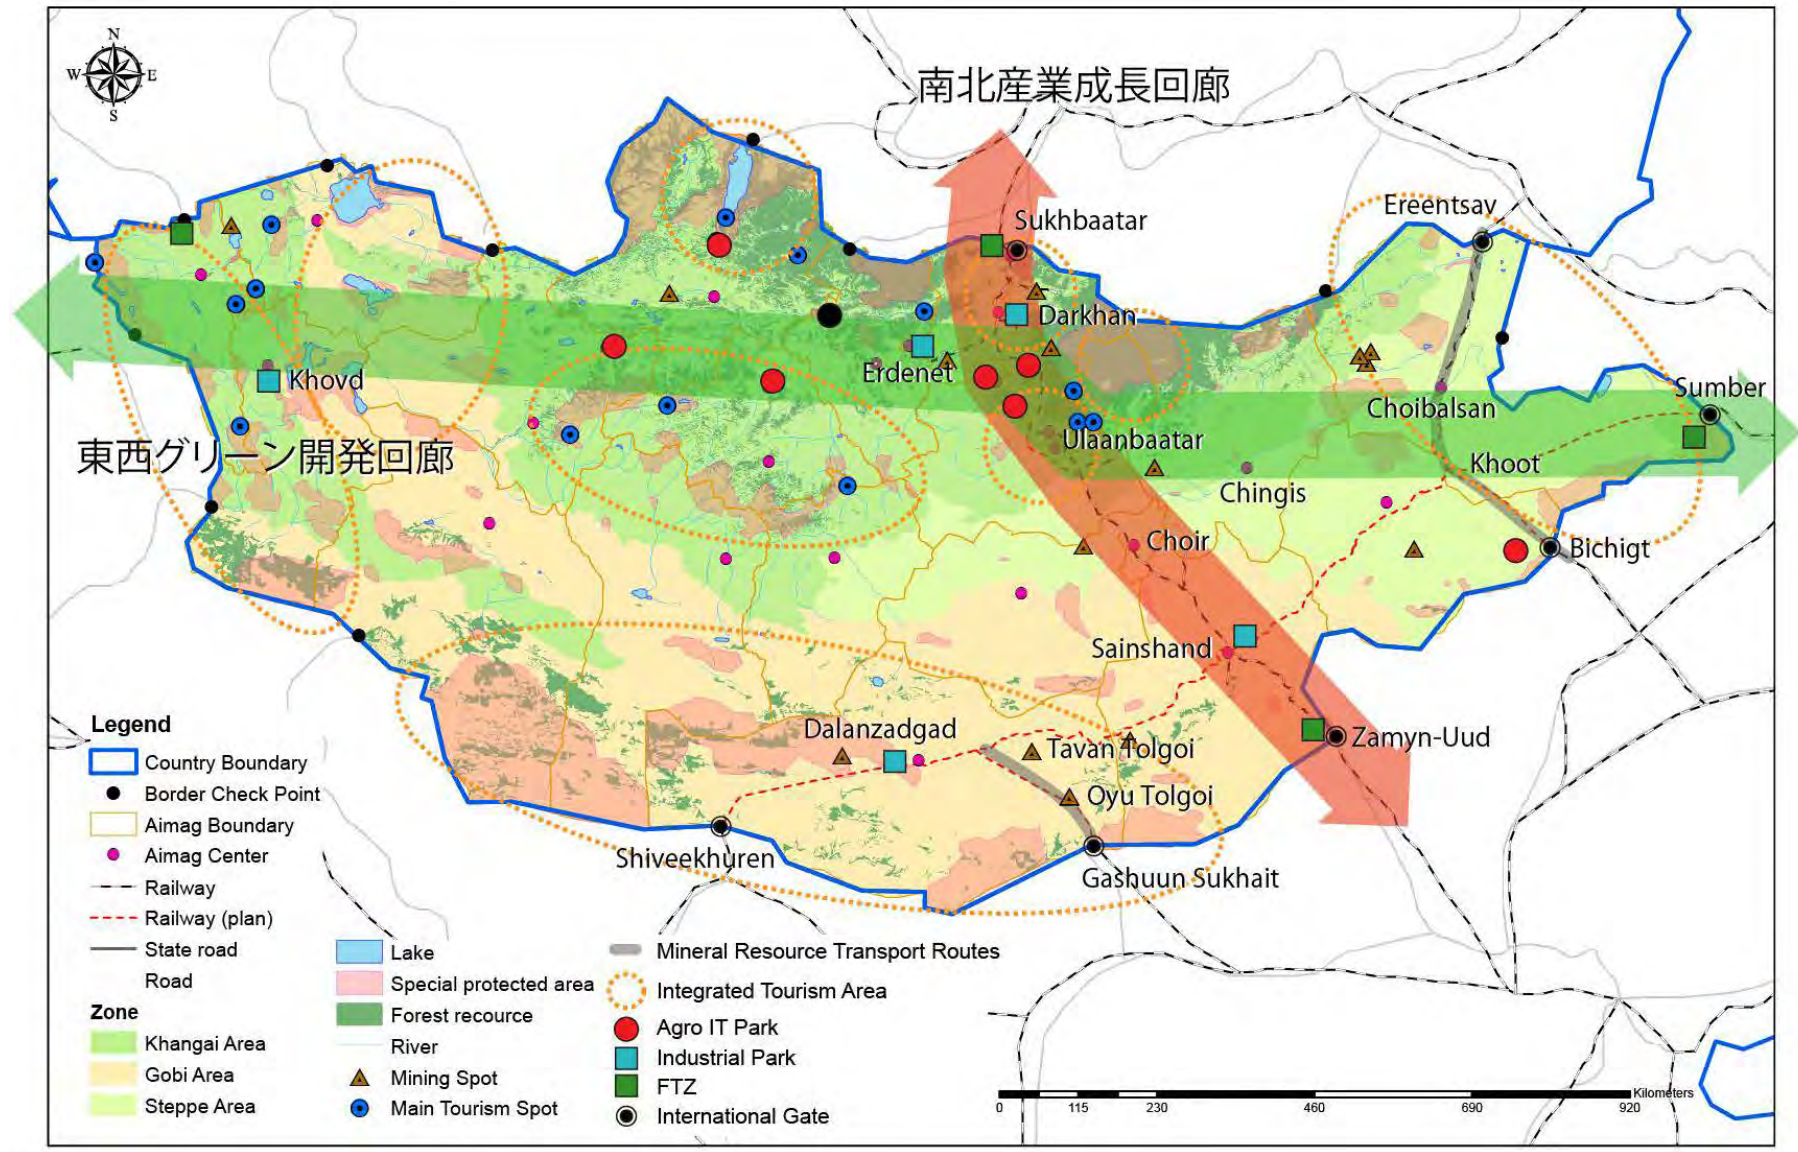 N
W
E
S
南北産業成長回廊
Sukhbaatar
Ereentsav
Darkhan
Erdenet
Khovd
東西グリーン開発回廊
Sumber
Choibalsan
Ulaanbaatar
Khoot
Chingis
Choir
Bichigt
Sainshand
Dalanzadgad
Tavan Tolgoi
Zamyn-Uud
Oyu Tolgoi
Shiveekhuren
Gashuun Sukhait
Legend
Country Boundary
Border Check Point
Aimag Boundary
Aimag Center
Railway
Railway (plan)
State road
Road
Zone
Khangai Area
Gobi Area
Steppe Area
Lake
Special protected area
Forest recource
River
Mining Spot
Main Tourism Spot
Mineral Resource Transport Routes
Integrated Tourism Area
Agro IT Park
Industrial Park
FTZ
International Gate
Kilometers
0 115 230 460 690 920